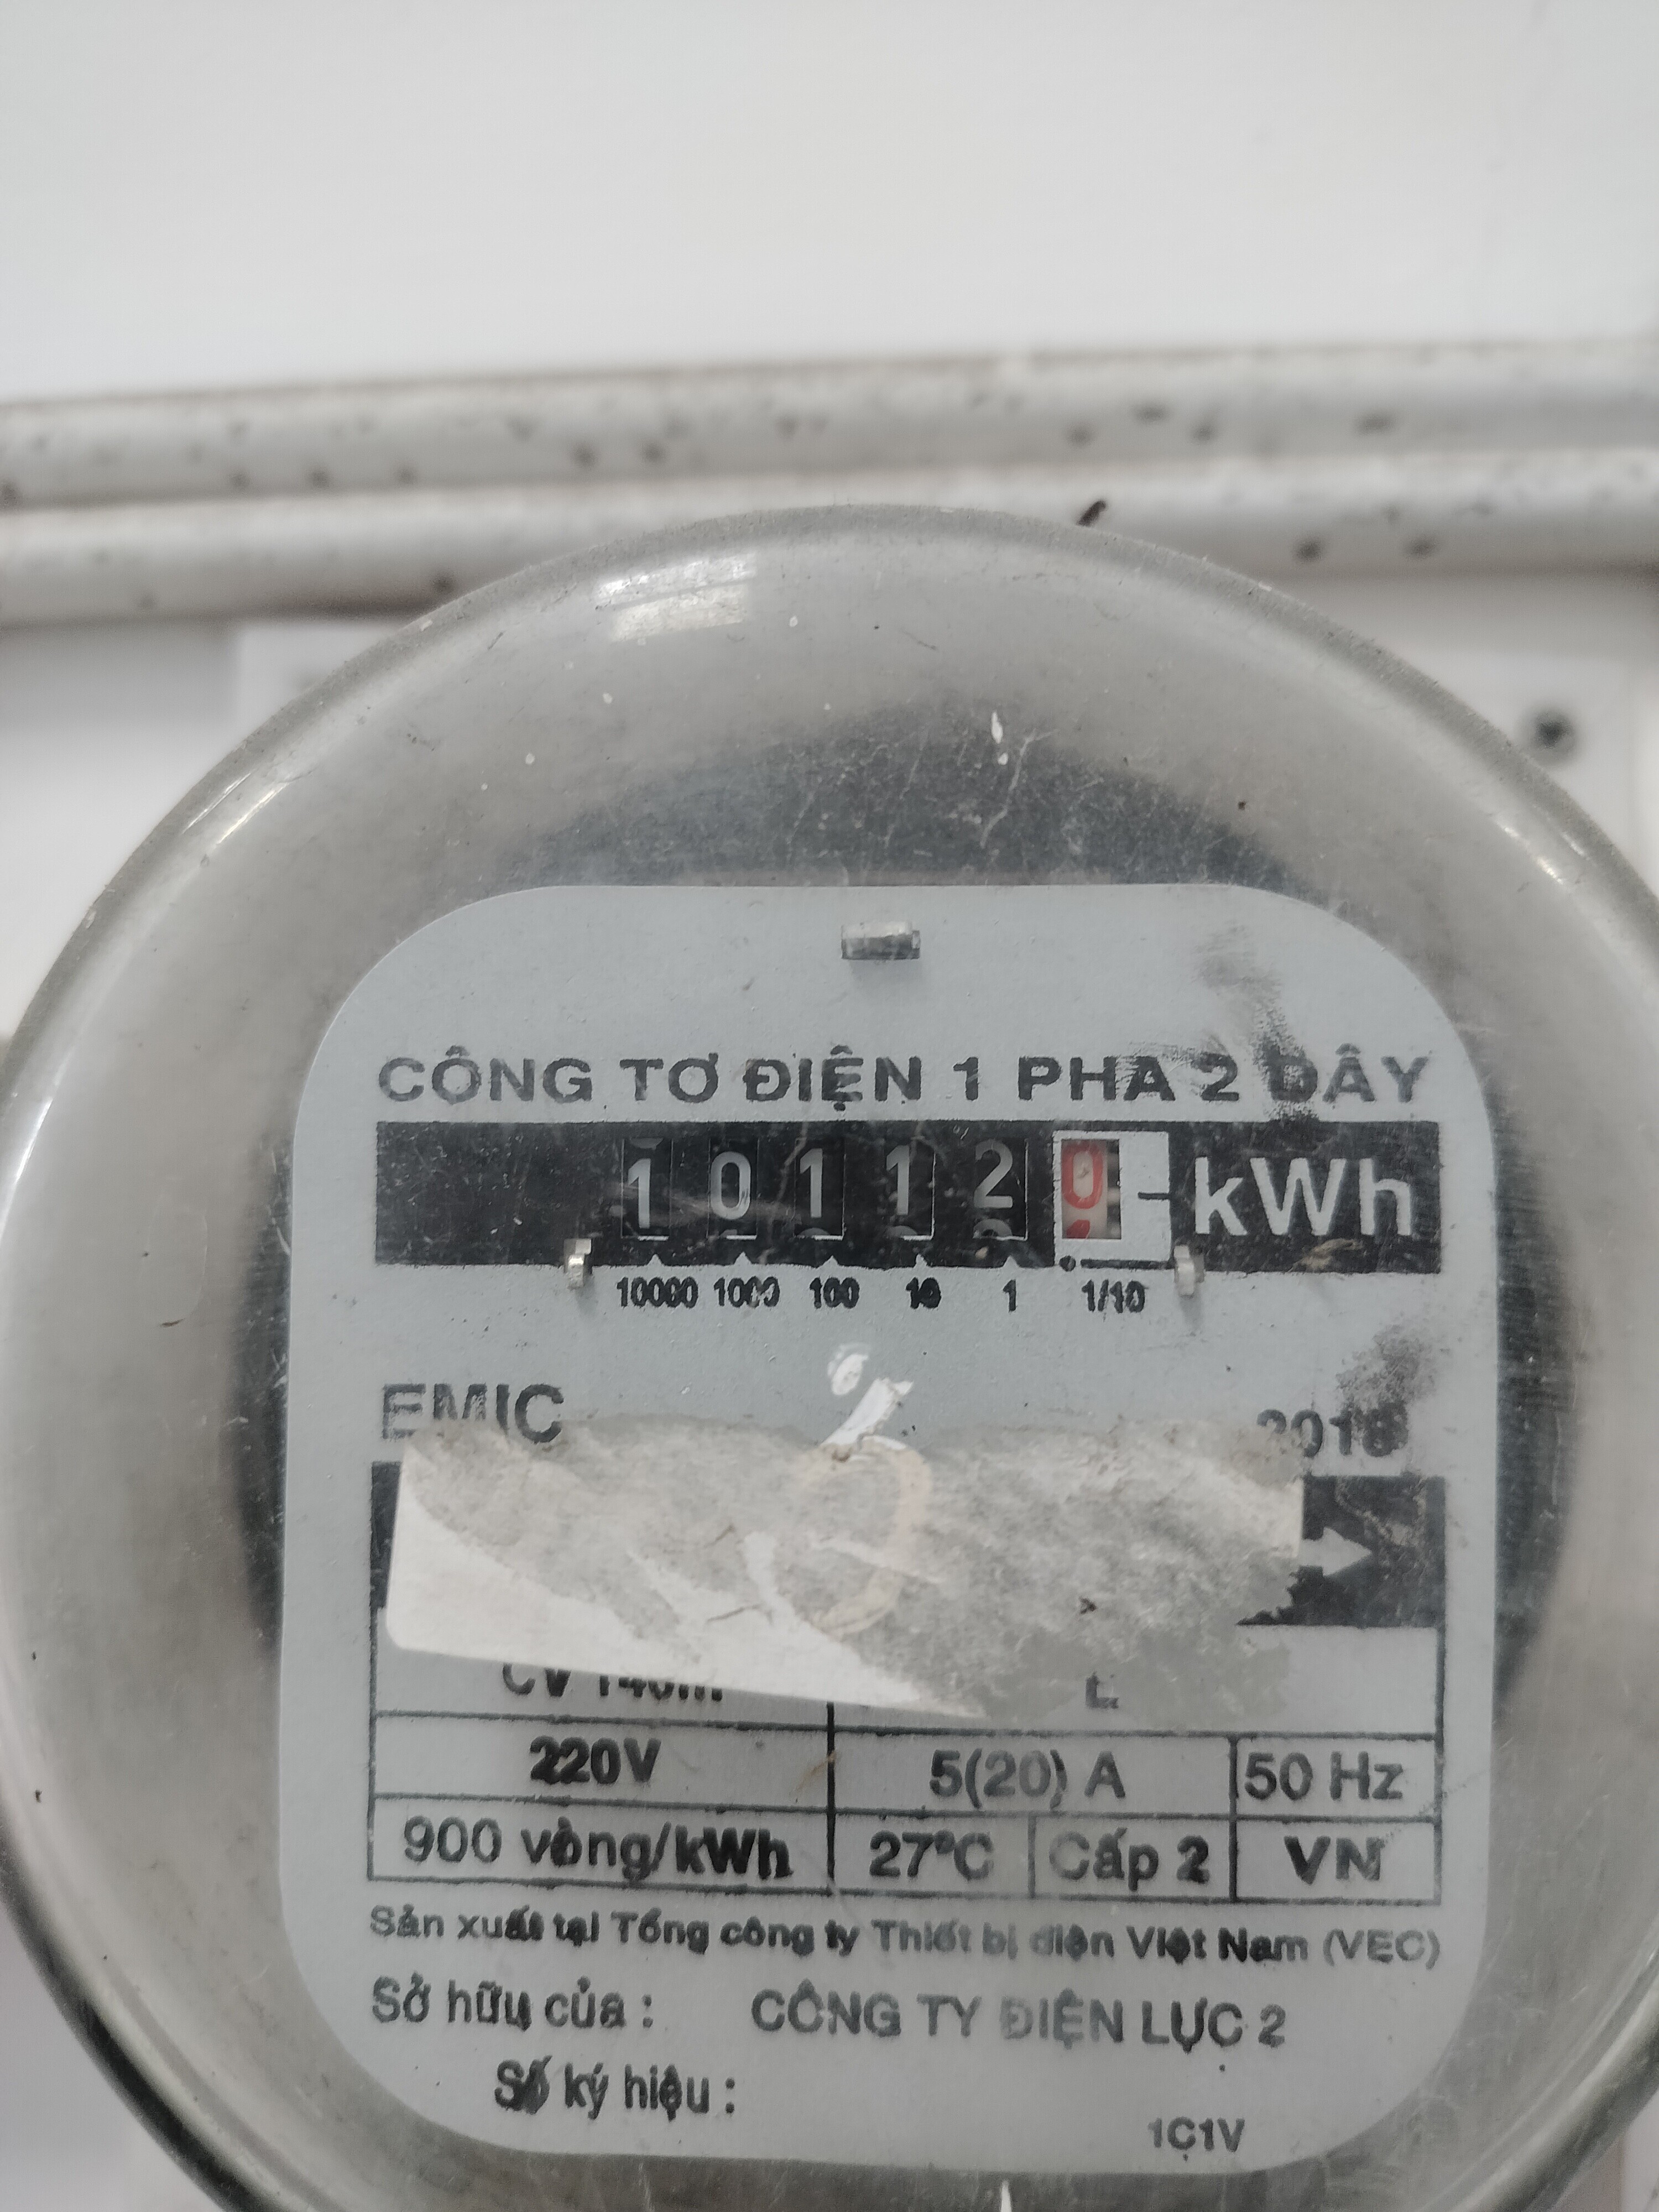 CÔNG TƠ ĐIỆN 1 PHA 2 DÂY
1 0 1 1 2 0 - kWh
10000 1000 100 10 1 1/10
EMIC
220V 5(20) A 50 Hz
900 vòng/kWh 27°C Cấp 2 VN
Sản xuất tại Tổng công ty Thiết bị điện Việt Nam (VEC)
Sở hữu của : CÔNG TY ĐIỆN LỰC 2
Số ký hiệu :
1C1V